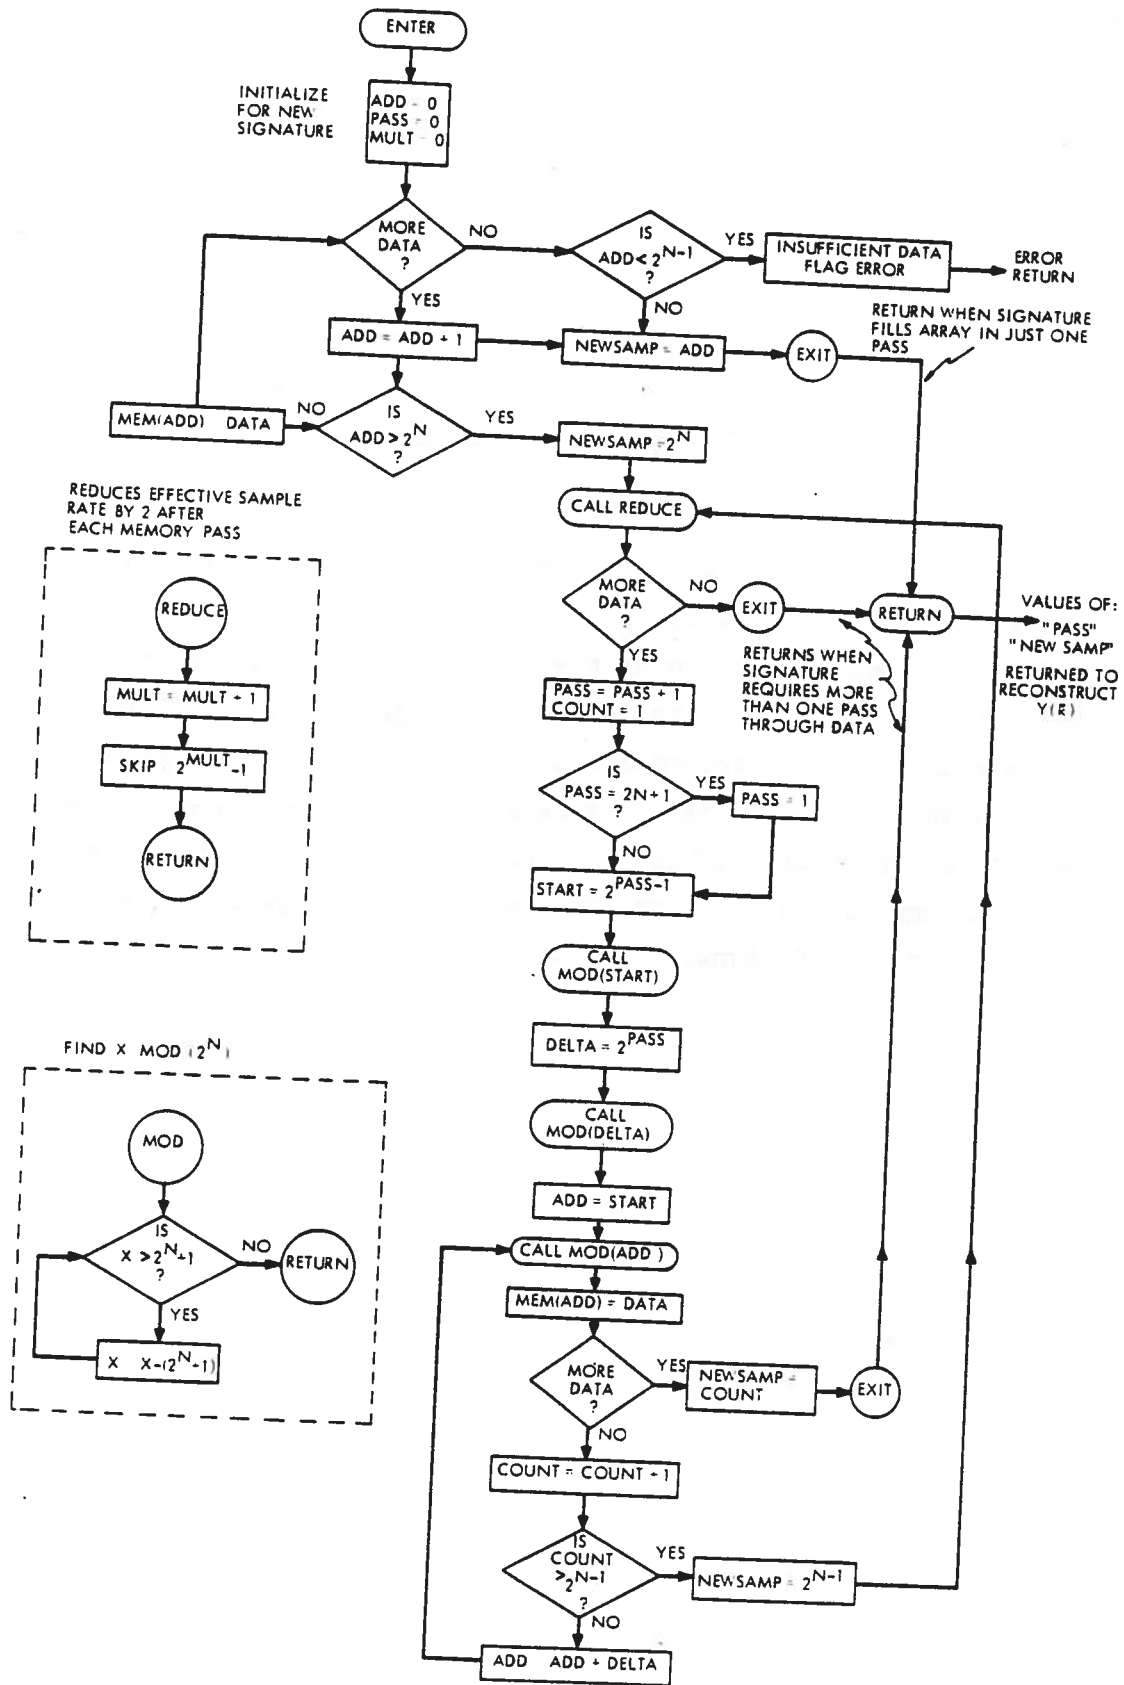 ENTER
INITIALIZE
FOR NEW
SIGNATURE
ADD = 0
PASS = 0
MULT = 0
MORE
DATA
?
NO
IS
ADD < 2^N-1
?
YES
INSUFFICIENT DATA
FLAG ERROR
ERROR
RETURN
YES
NO
ADD = ADD + 1
NEWSAMP = ADD
EXIT
RETURN WHEN SIGNATURE
FILLS ARRAY IN JUST ONE
PASS
MEM(ADD) DATA
NO
IS
ADD > 2^N
?
YES
NEWSAMP = 2^N
REDUCES EFFECTIVE SAMPLE
RATE BY 2 AFTER
EACH MEMORY PASS
CALL REDUCE
REDUCE
MULT = MULT + 1
SKIP 2^MULT-1
RETURN
MORE
DATA
?
NO
EXIT
RETURN
VALUES OF:
"PASS"
"NEW SAMP"
RETURNED TO
RECONSTRUCT
Y(R)
YES
RETURNS WHEN
SIGNATURE
REQUIRES MORE
THAN ONE PASS
THROUGH DATA
PASS = PASS + 1
COUNT = 1
IS
PASS = 2N+1
?
YES
PASS = 1
NO
START = 2^PASS-1
CALL
MOD(START)
DELTA = 2^PASS
CALL
MOD(DELTA)
ADD = START
FIND X MOD (2^N)
MOD
IS
X > 2^N+1
?
NO
RETURN
YES
X X-(2^N+1)
CALL MOD(ADD )
MEM(ADD) = DATA
MORE
DATA
?
YES
NEWSAMP =
COUNT
EXIT
NO
COUNT = COUNT + 1
IS
COUNT
>2^N-1
?
YES
NEWSAMP = 2^N-1
NO
ADD ADD + DELTA